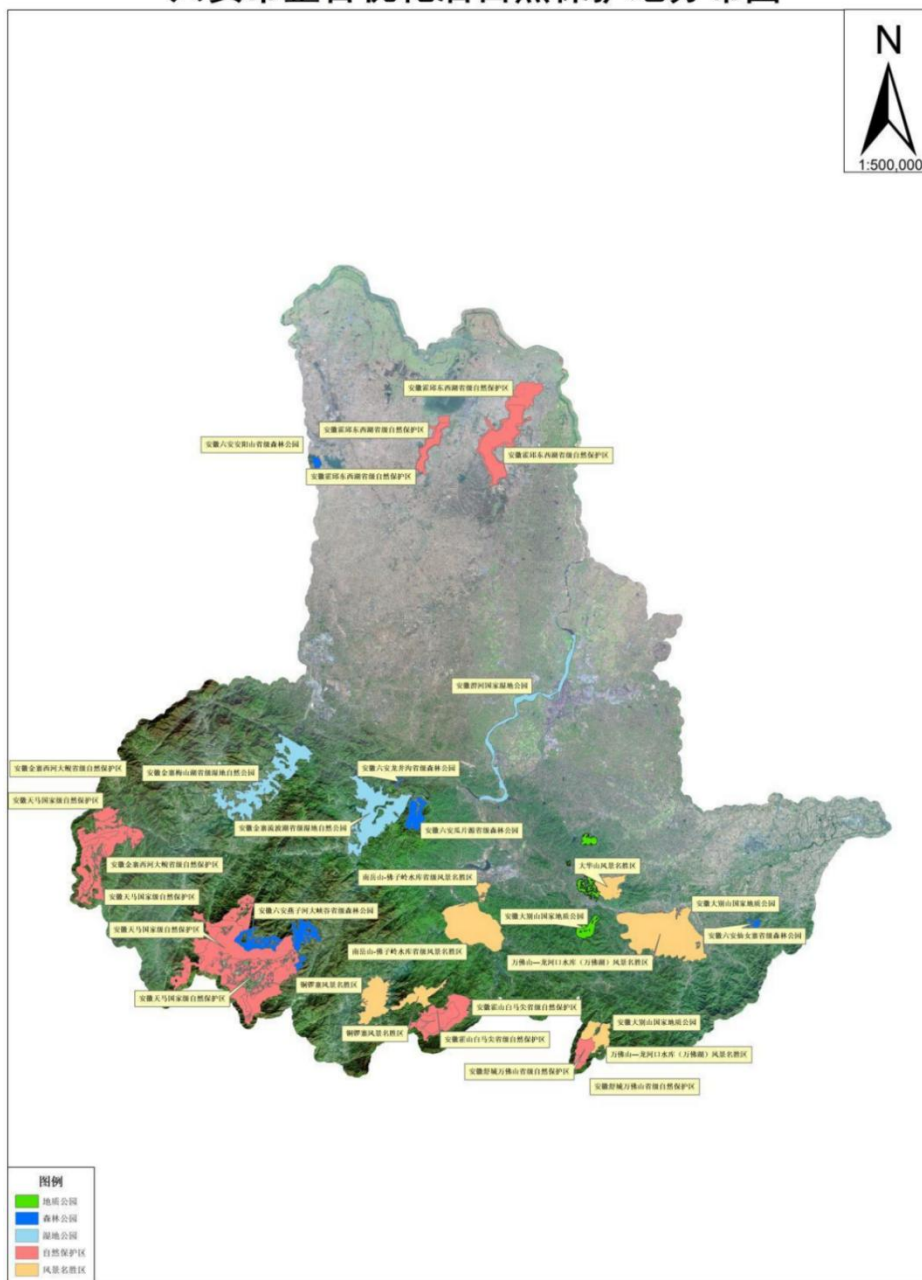 N
1:500,000
安徽霍邱东西湖省级自然保护区
安徽霍邱东西湖省级自然保护区
安徽六安安阳山省级森林公园
安徽霍邱东西湖省级自然保护区
安徽霍邱东西湖省级自然保护区
安徽淠河国家湿地公园
安徽金寨西河大鲵省级自然保护区
安徽金寨梅山湖省级湿地自然公园
安徽六安龙井沟省级森林公园
安徽天马国家级自然保护区
安徽金寨流波湖省级湿地自然公园
安徽六安瓜片源省级森林公园
安徽金寨西河大鲵省级自然保护区
大华山风景名胜区
南岳山-佛子岭水库省级风景名胜区
安徽天马国家级自然保护区
安徽大别山国家地质公园
安徽六安燕子河大峡谷省级森林公园
安徽大别山国家地质公园
安徽天马国家级自然保护区
安徽六安仙女寨省级森林公园
南岳山-佛子岭水库省级风景名胜区
万佛山—龙河口水库（万佛湖）风景名胜区
铜锣寨风景名胜区
安徽天马国家级自然保护区
安徽霍山白马尖省级自然保护区
安徽大别山国家地质公园
铜锣寨风景名胜区
安徽霍山白马尖省级自然保护区
万佛山—龙河口水库（万佛湖）风景名胜区
安徽舒城万佛山省级自然保护区
安徽舒城万佛山省级自然保护区
图例
地质公园
森林公园
湿地公园
自然保护区
风景名胜区